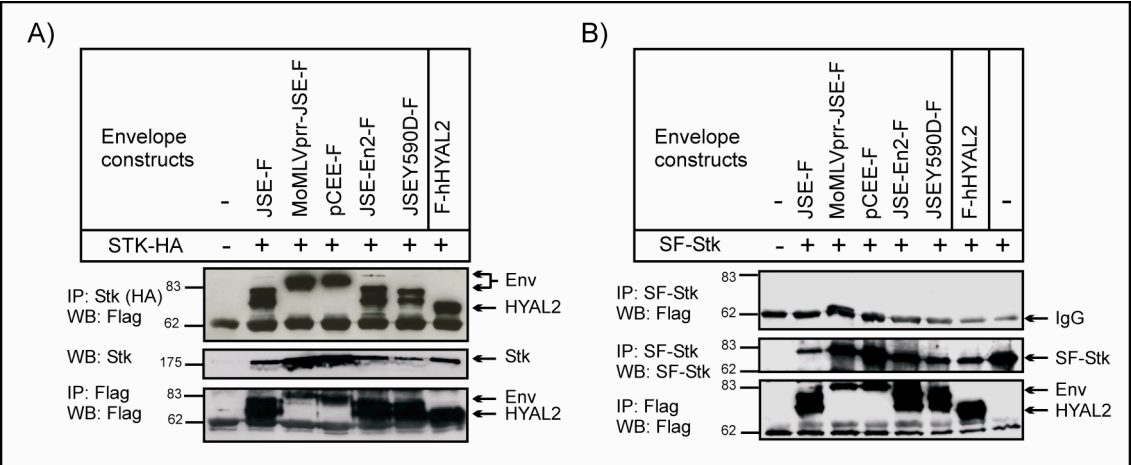 A)
Envelope
constructs
-
JSE-F
MoMLVprr-JSE-F
pCEE-F
JSE-En2-F
JSEY590D-F
F-hHYAL2
STK-HA - + + + + + +
IP: Stk (HA)
WB: Flag
83
62
Env
HYAL2
WB: Stk
175
Stk
IP: Flag
WB: Flag
83
62
Env
HYAL2
B)
Envelope
constructs
-
JSE-F
MoMLVprr-JSE-F
pCEE-F
JSE-En2-F
JSEY590D-F
F-hHYAL2
-
SF-Stk - + + + + + + +
IP: SF-Stk
WB: Flag
83
62
IgG
IP: SF-Stk
WB: SF-Stk
83
62
SF-Stk
IP: Flag
WB: Flag
83
62
Env
HYAL2